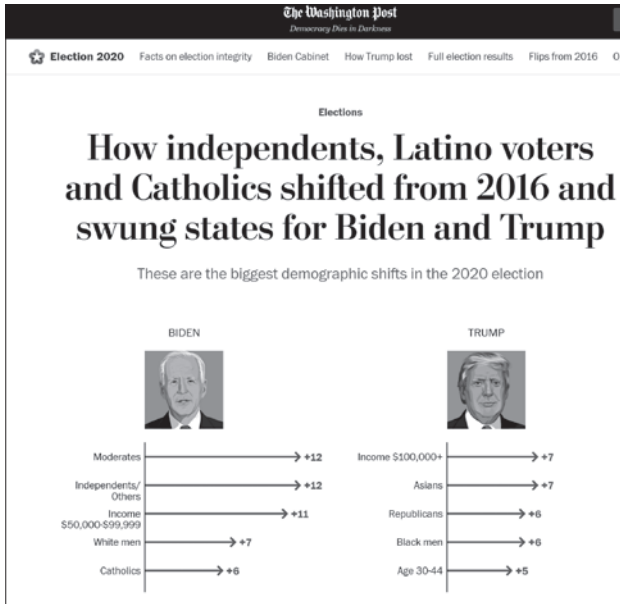 The Washington Post
Democracy Dies in Darkness
Election 2020 Facts on election integrity Biden Cabinet How Trump lost Full election results Flips from 2016 O
Elections
How independents, Latino voters
and Catholics shifted from 2016 and
swung states for Biden and Trump
These are the biggest demographic shifts in the 2020 election
BIDEN
Moderates +12
Independents/
Others +12
Income
$50,000-$99,999 +11
White men +7
Catholics +6
TRUMP
Income $100,000+ +7
Asians +7
Republicans +6
Black men +6
Age 30-44 +5